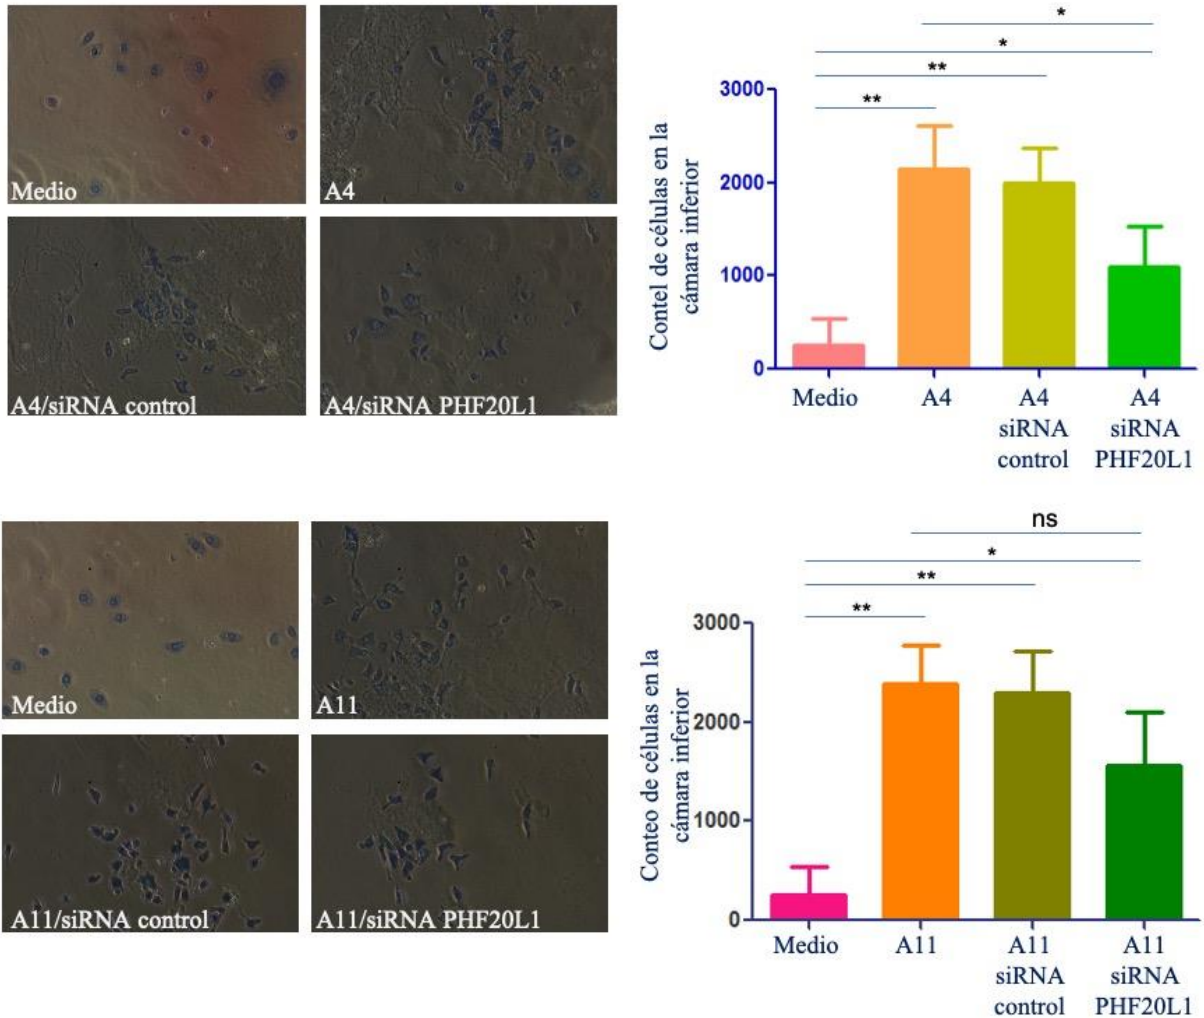 Medio
A4
A4/siRNA control
A4/siRNA PHF20L1
*
*
**
**
Contel de células en la
cámara inferior
3000
2000
1000
0
Medio
A4
A4
siRNA
control
A4
siRNA
PHF20L1
Medio
A11
A11/siRNA control
A11/siRNA PHF20L1
ns
*
**
**
Conteo de células en la
cámara inferior
3000
2000
1000
0
Medio
A11
A11
siRNA
control
A11
siRNA
PHF20L1